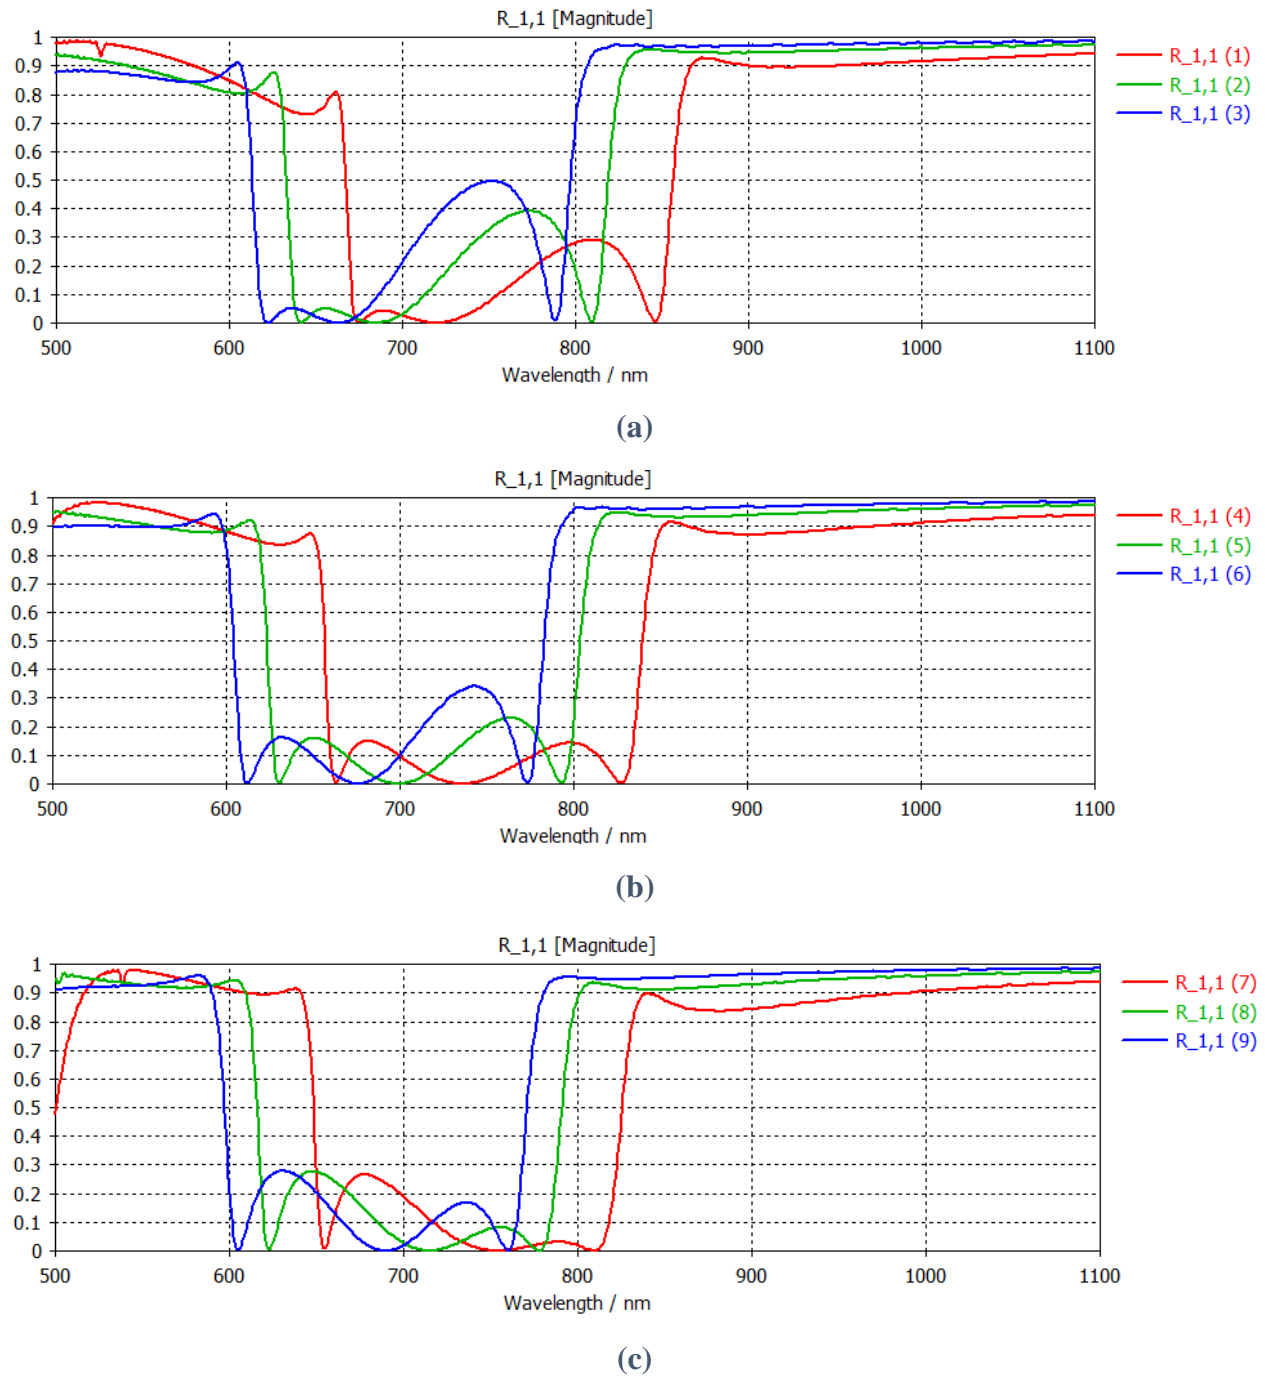 R_1,1 [Magnitude]
1
0.9
0.8
0.7
0.6
0.5
0.4
0.3
0.2
0.1
0
500 600 700 800 900 1000 1100
Wavelength / nm
R_1,1 (1)
R_1,1 (2)
R_1,1 (3)
(a)
R_1,1 [Magnitude]
1
0.9
0.8
0.7
0.6
0.5
0.4
0.3
0.2
0.1
0
500 600 700 800 900 1000 1100
Wavelength / nm
R_1,1 (4)
R_1,1 (5)
R_1,1 (6)
(b)
R_1,1 [Magnitude]
1
0.9
0.8
0.7
0.6
0.5
0.4
0.3
0.2
0.1
0
500 600 700 800 900 1000 1100
Wavelength / nm
R_1,1 (7)
R_1,1 (8)
R_1,1 (9)
(c)